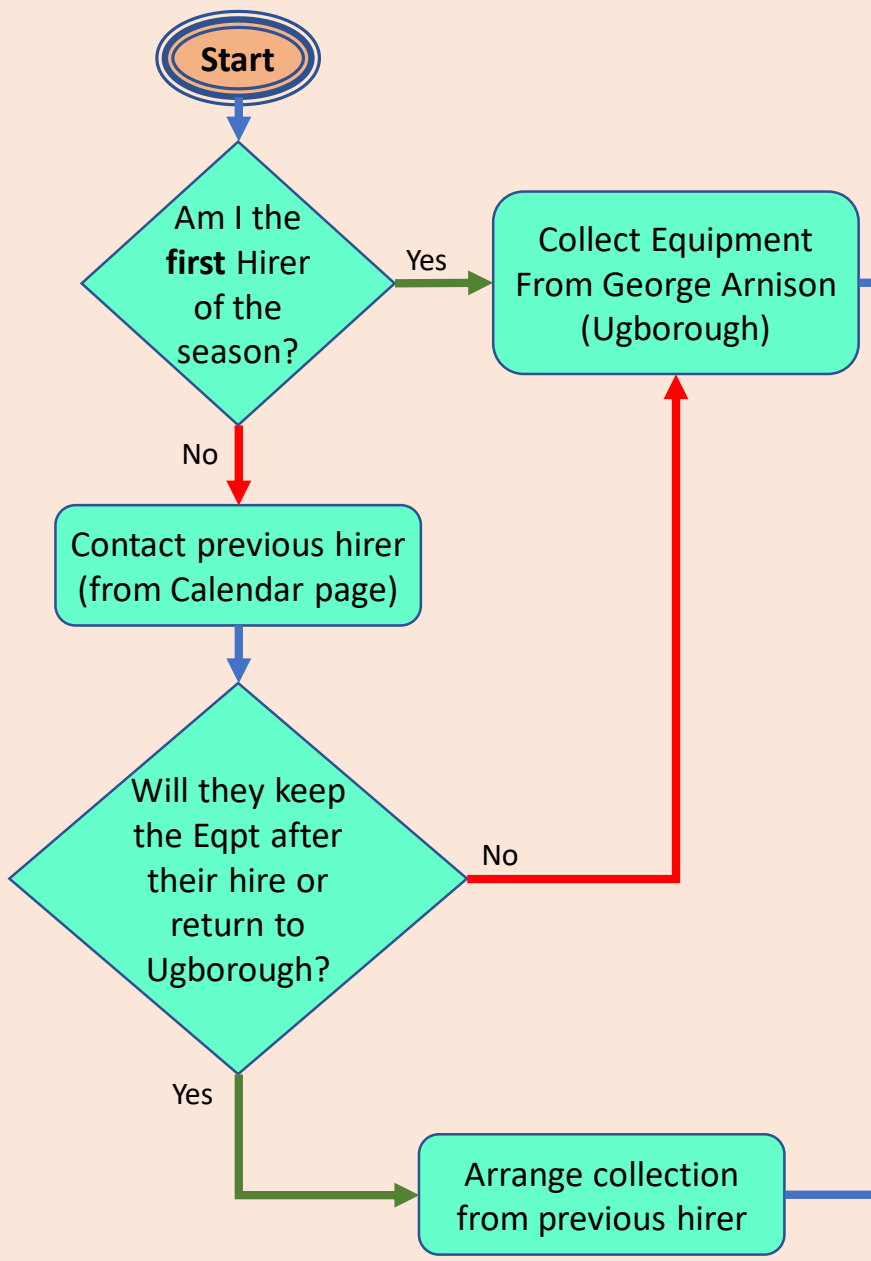 Start
Am I the
first Hirer
of the
season?
Yes
Collect Equipment
From George Arnison
(Ugborough)
No
Contact previous hirer
(from Calendar page)
Will they keep
the Eqpt after
their hire or
return to
Ugborough?
No
Yes
Arrange collection
from previous hirer